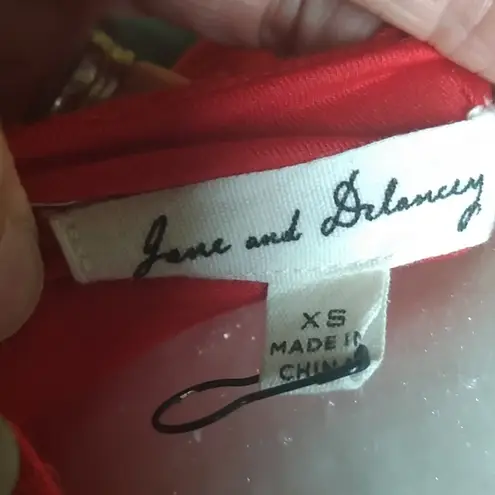 Jane and Delancey
XS
MADE IN
CHINA